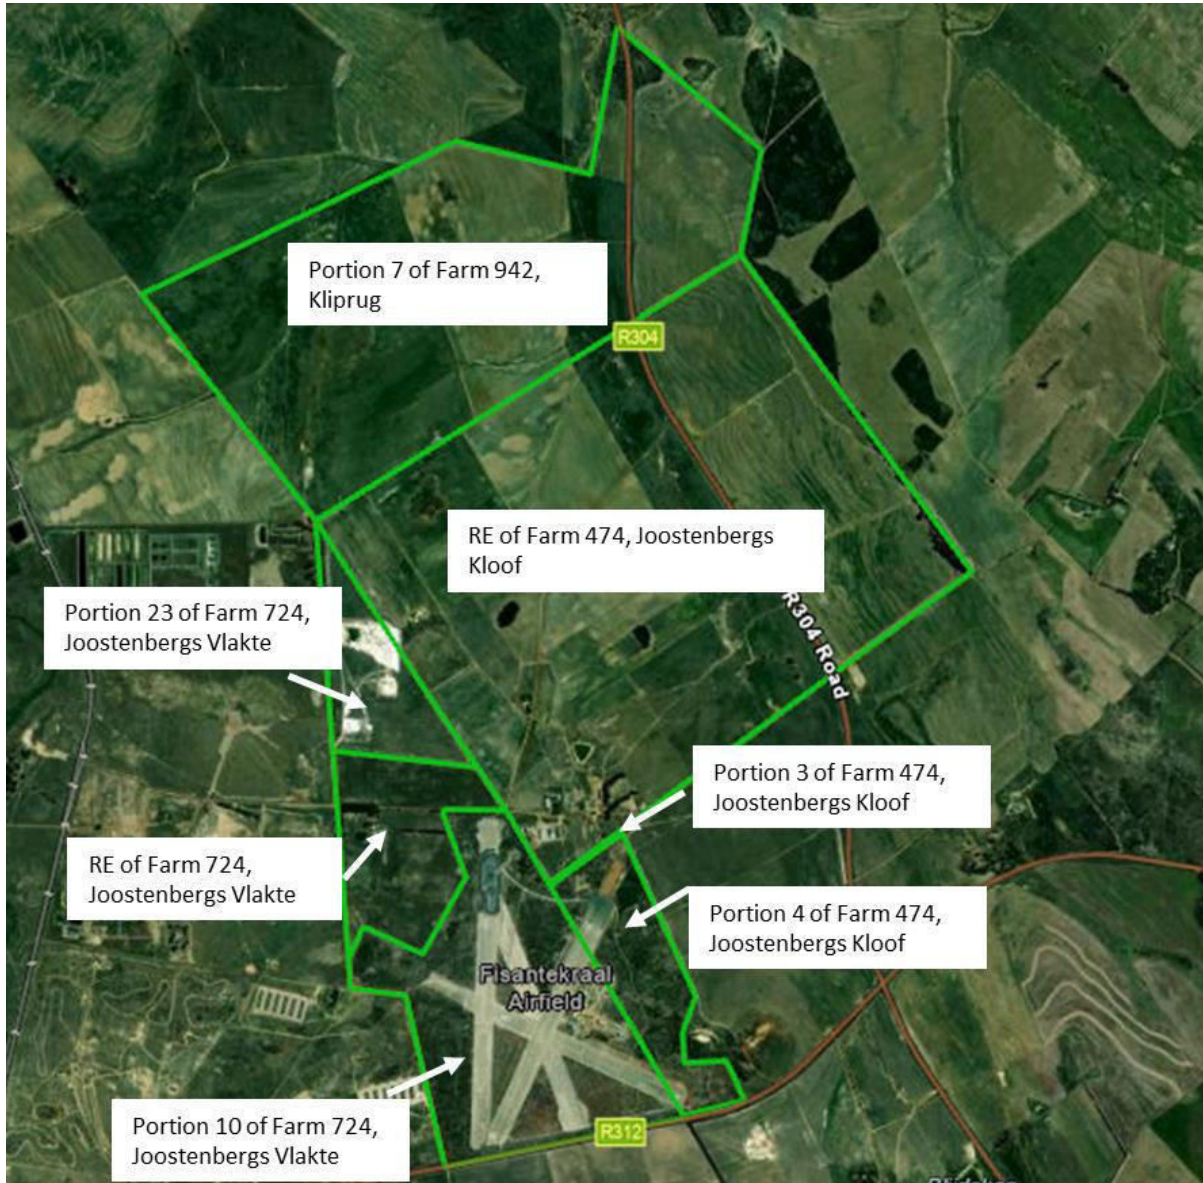 Portion 7 of Farm 942,
Kliprug
R304
RE of Farm 474, Joostenbergs
Kloof
Portion 23 of Farm 724,
Joostenbergs Vlakte
R304 Road
Portion 3 of Farm 474,
Joostenbergs Kloof
RE of Farm 724,
Joostenbergs Vlakte
Portion 4 of Farm 474,
Joostenbergs Kloof
Fisantekraal
Airfield
Portion 10 of Farm 724,
Joostenbergs Vlakte
R312